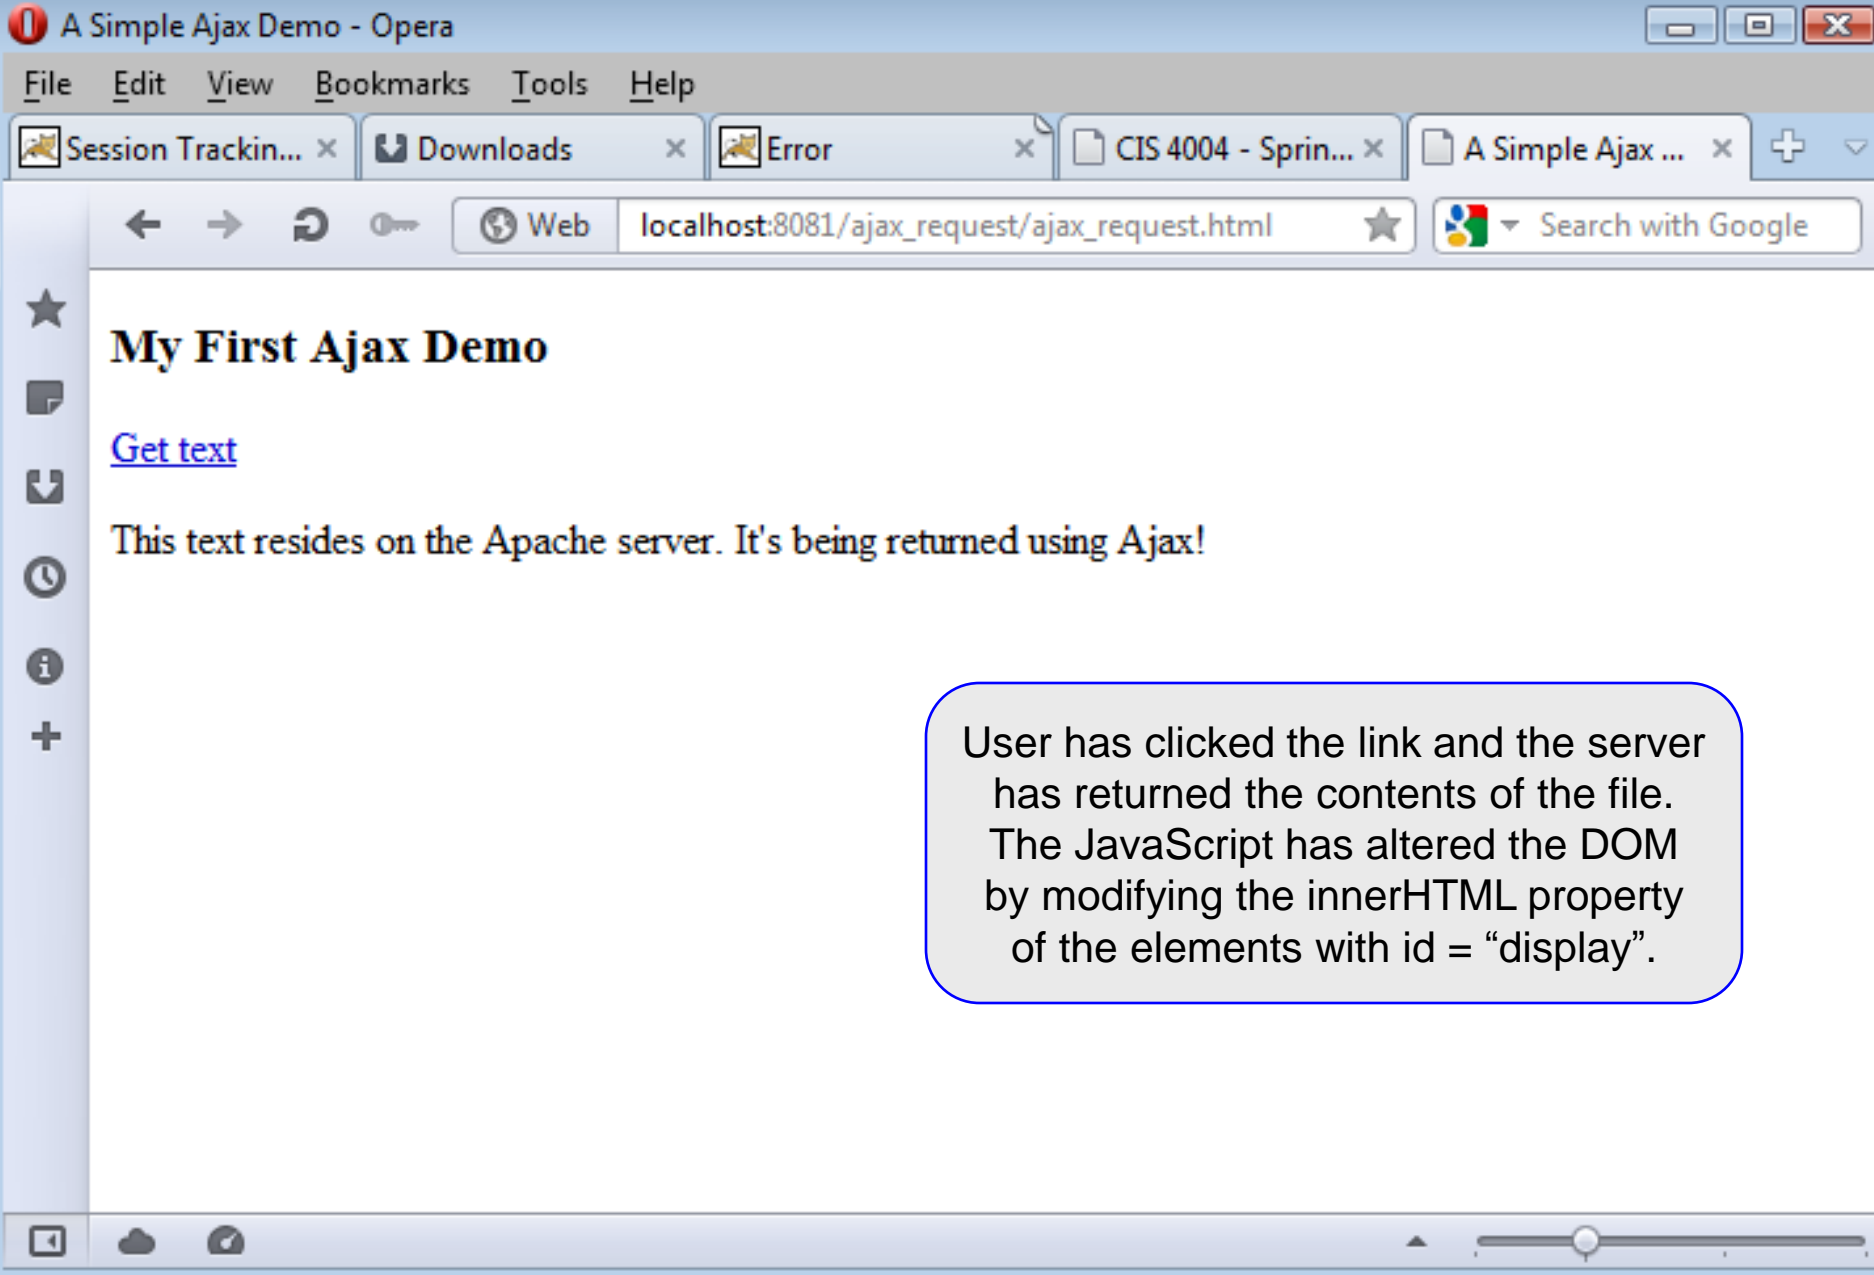 A Simple Ajax Demo - Opera
File Edit View Bookmarks Tools Help
Session Trackin... Downloads Error CIS 4004 - Sprin... A Simple Ajax ...
Web localhost:8081/ajax_request/ajax_request.html Search with Google
My First Ajax Demo
Get text
This text resides on the Apache server. It's being returned using Ajax!
User has clicked the link and the server
has returned the contents of the file.
The JavaScript has altered the DOM
by modifying the innerHTML property
of the elements with id = “display”.